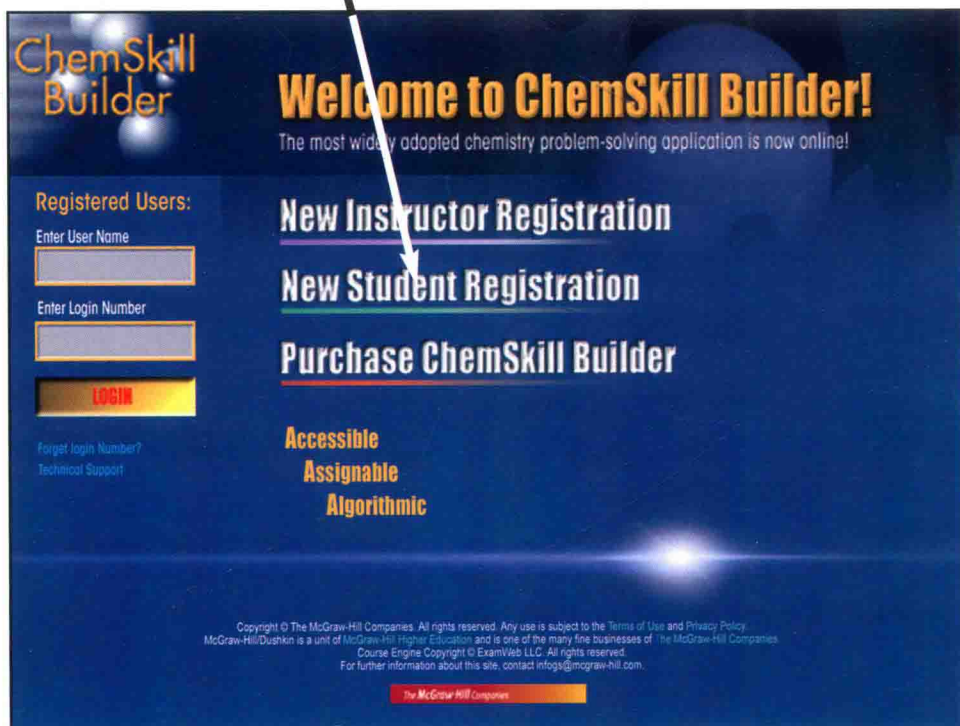 ChemSkill
Builder
Welcome to ChemSkill Builder!
The most widely adopted chemistry problem-solving application is now online!
Registered Users:
Enter User Name
Enter Login Number
LOGIN
Forget login Number?
Technical Support
New Instructor Registration
New Student Registration
Purchase ChemSkill Builder
Accessible
Assignable
Algorithmic
Copyright © The McGraw-Hill Companies. All rights reserved. Any use is subject to the Terms of Use and Privacy Policy.
McGraw-Hill/Dushkin is a unit of McGraw-Hill Higher Education and is one of the many fine businesses of The McGraw-Hill Companies.
Course Engine Copyright © ExamWeb LLC. All rights reserved.
For further information about this site, contact infogs@mcgraw-hill.com.
The McGraw-Hill Companies